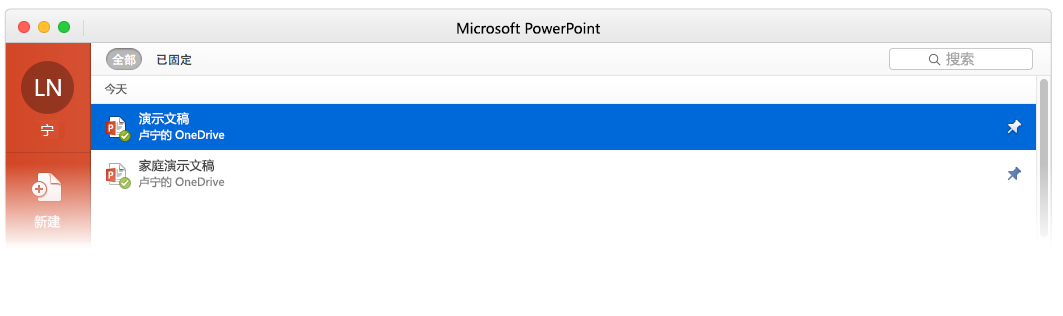 Microsoft PowerPoint
LN
宁
新建
全部 已固定
搜索
今天
演示文稿
卢宁的 OneDrive
家庭演示文稿
卢宁的 OneDrive